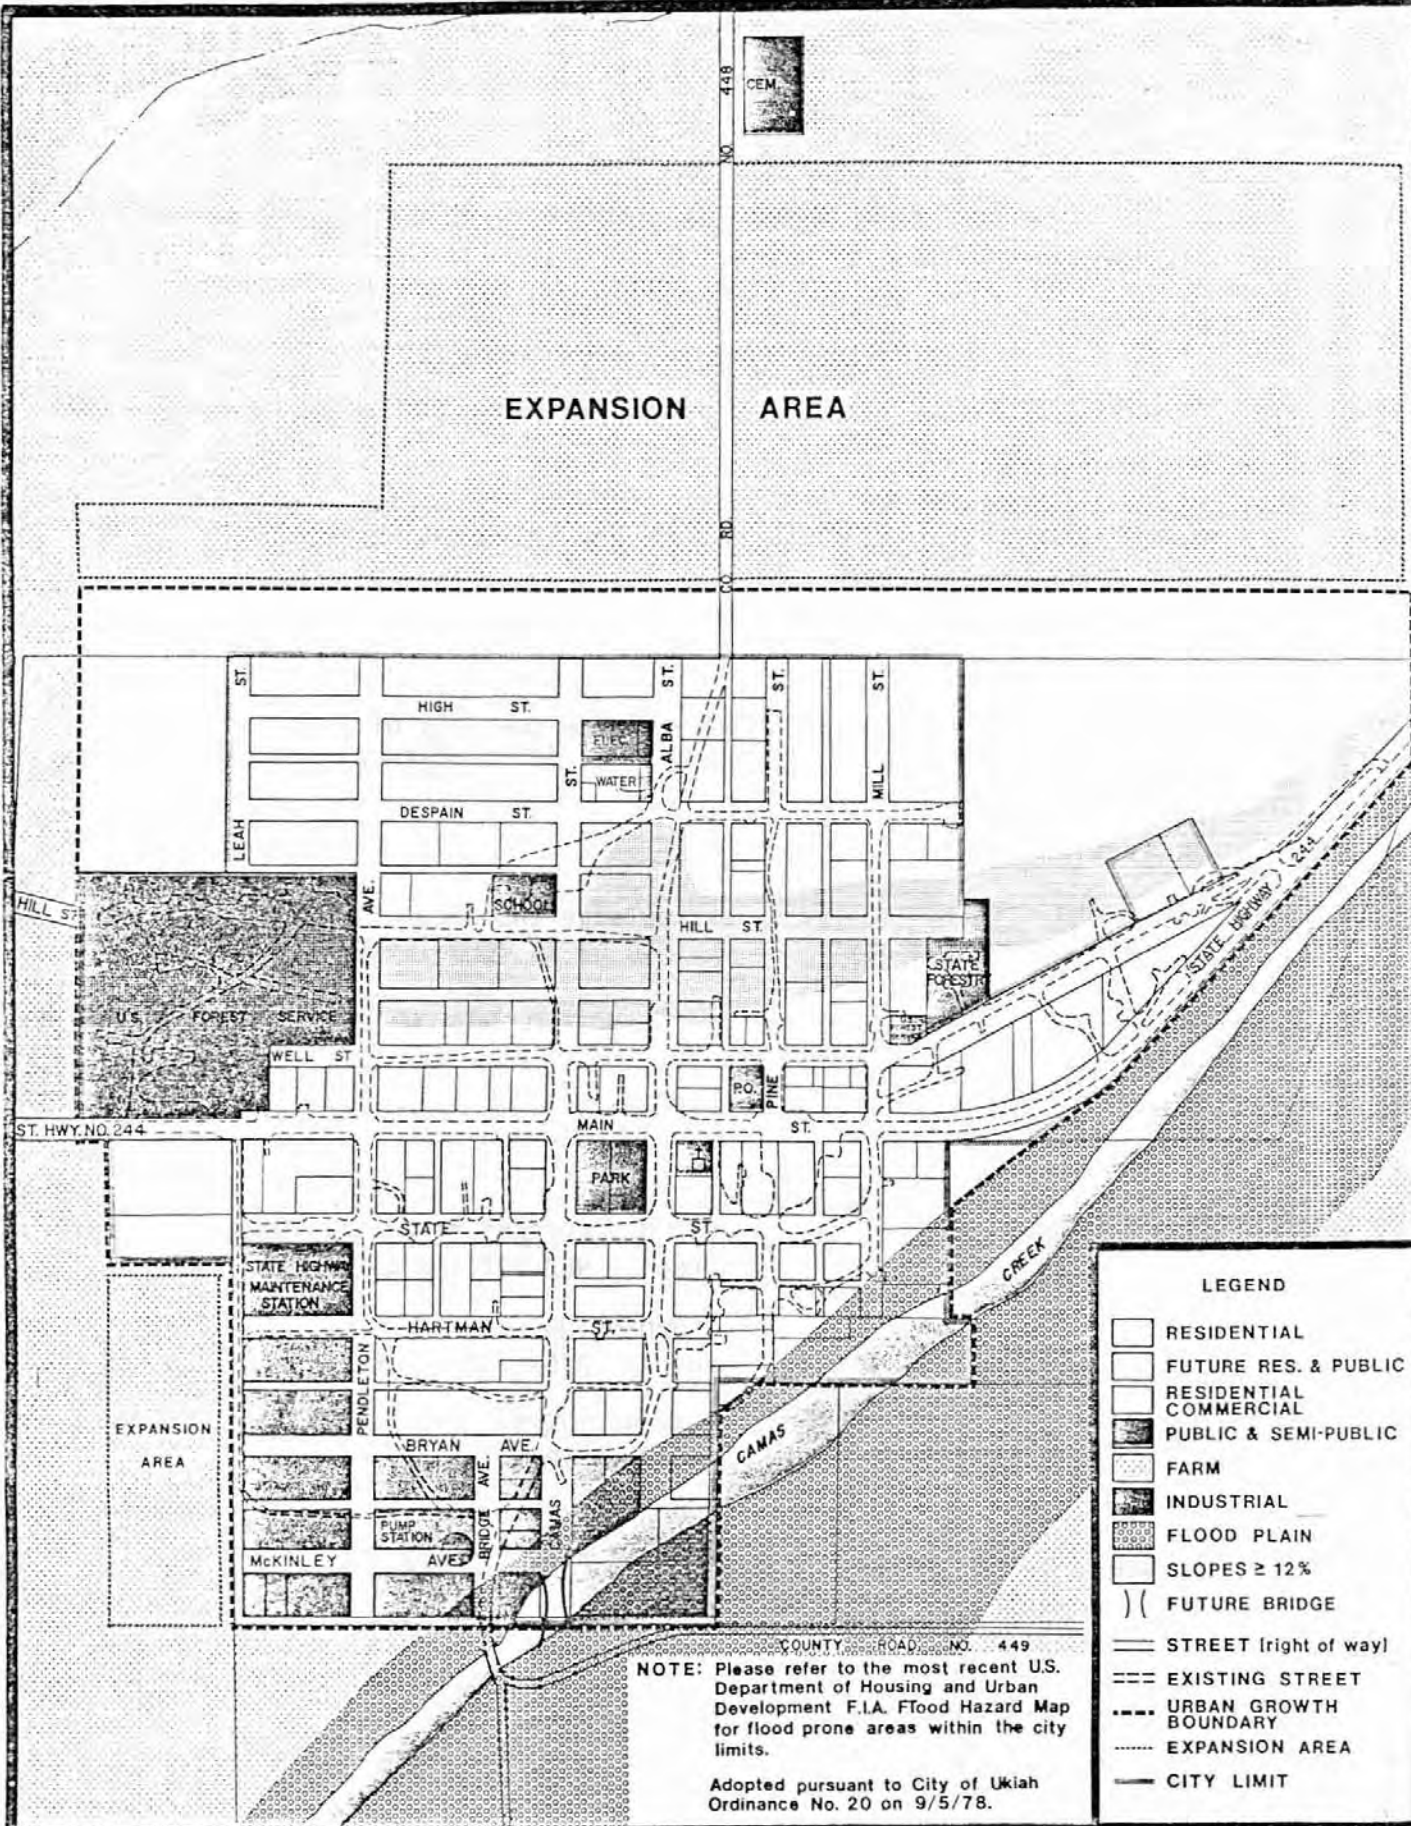 CEM.
CO. RD. NO. 448
EXPANSION AREA
ST.
ST.
ST.
ST.
HIGH ST.
ELEC.
ALBA
ST.
WATER
MILL
DESPAIN ST.
LEAH
244
STATE HIGHWAY
HILL ST
AVE.
SCHOOL
HILL ST.
STATE
FORESTR
U.S. FOREST SERVICE
WELL ST
P.O.
PINE
ST. HWY. NO. 244
MAIN ST.
PARK
STATE ST.
CREEK
STATE HIGHWAY
MAINTENANCE
STATION
HARTMAN ST.
PENDLETON
EXPANSION
AREA
CAMAS
BRYAN AVE.
AVE.
BRIDGE
CAMAS
PUMP
STATION
McKINLEY AVE.
COUNTY ROAD NO. 449
NOTE: Please refer to the most recent U.S.
Department of Housing and Urban
Development F.I.A. FTood Hazard Map
for flood prone areas within the city
limits.
Adopted pursuant to City of Ukiah
Ordinance No. 20 on 9/5/78.
LEGEND
RESIDENTIAL
FUTURE RES. & PUBLIC
RESIDENTIAL
COMMERCIAL
PUBLIC & SEMI-PUBLIC
FARM
INDUSTRIAL
FLOOD PLAIN
SLOPES ≥ 12%
FUTURE BRIDGE
STREET (right of way)
EXISTING STREET
URBAN GROWTH
BOUNDARY
EXPANSION AREA
CITY LIMIT